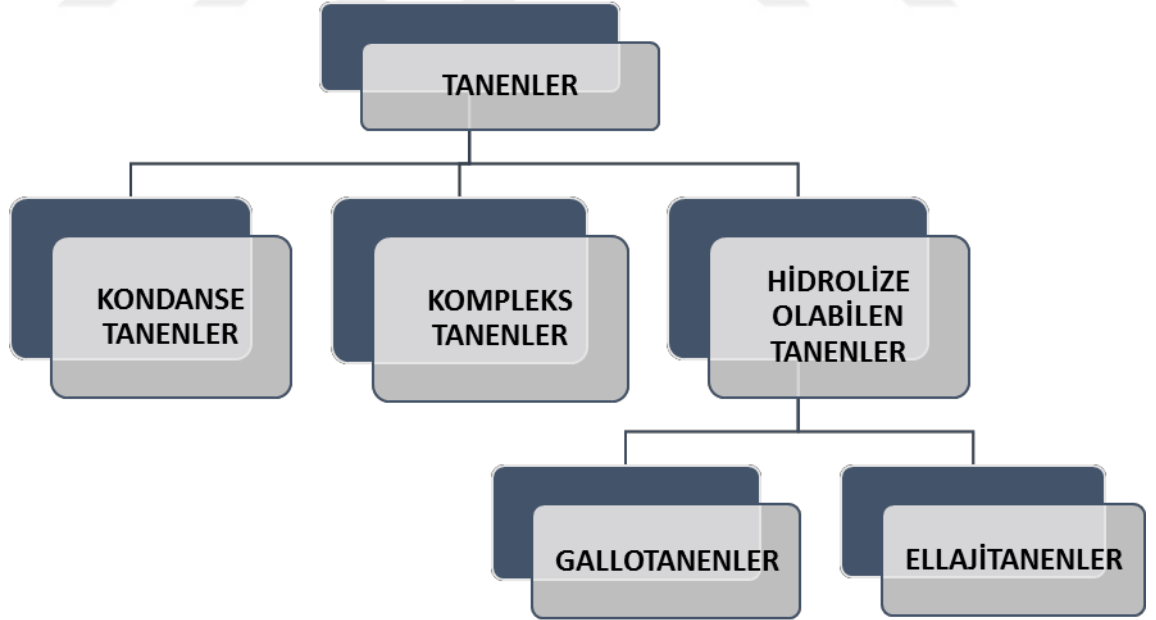 TANENLER
KONDANSE
TANENLER
KOMPLEKS
TANENLER
HİDROLİZE
OLABİLEN
TANENLER
GALLOTANENLER
ELLAJİTANENLER